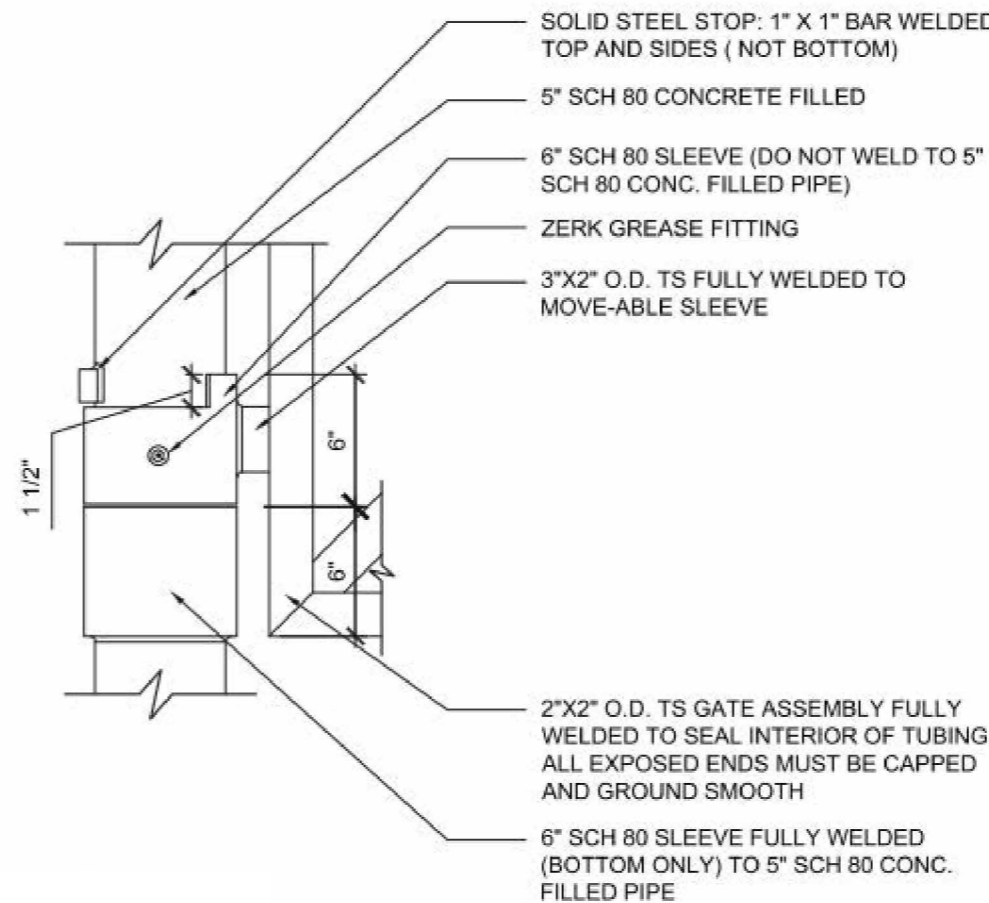 SOLID STEEL STOP: 1" X 1" BAR WELDED
TOP AND SIDES ( NOT BOTTOM)
5" SCH 80 CONCRETE FILLED
6" SCH 80 SLEEVE (DO NOT WELD TO 5"
SCH 80 CONC. FILLED PIPE)
ZERK GREASE FITTING
3"X2" O.D. TS FULLY WELDED TO
MOVE-ABLE SLEEVE
1 1/2"
6"
6"
2"X2" O.D. TS GATE ASSEMBLY FULLY
WELDED TO SEAL INTERIOR OF TUBING
ALL EXPOSED ENDS MUST BE CAPPED
AND GROUND SMOOTH
6" SCH 80 SLEEVE FULLY WELDED
(BOTTOM ONLY) TO 5" SCH 80 CONC.
FILLED PIPE